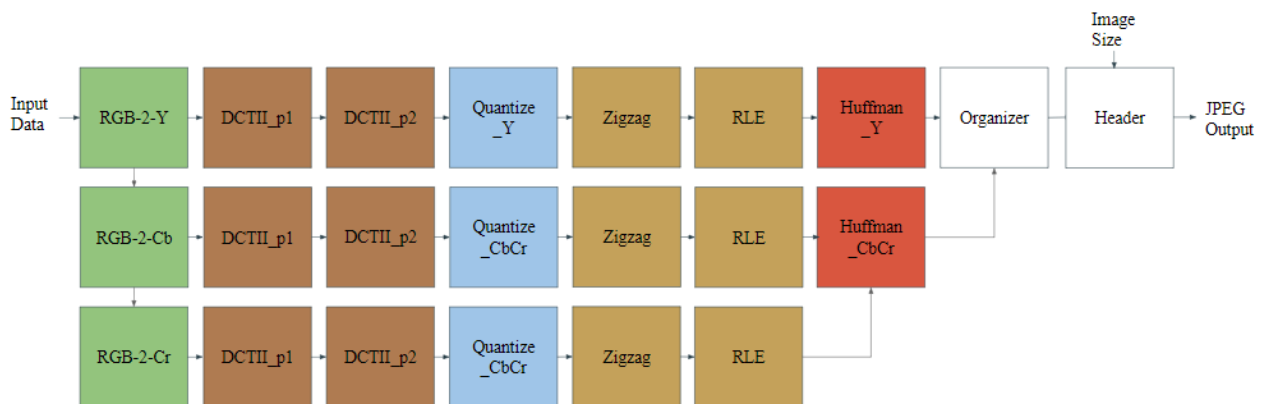 Image
Size
Input
Data
RGB-2-Y
DCTII_p1
DCTII_p2
Quantize
_Y
Zigzag
RLE
Huffman
_Y
Organizer
Header
JPEG
Output
RGB-2-Cb
DCTII_p1
DCTII_p2
Quantize
_CbCr
Zigzag
RLE
Huffman
_CbCr
RGB-2-Cr
DCTII_p1
DCTII_p2
Quantize
_CbCr
Zigzag
RLE